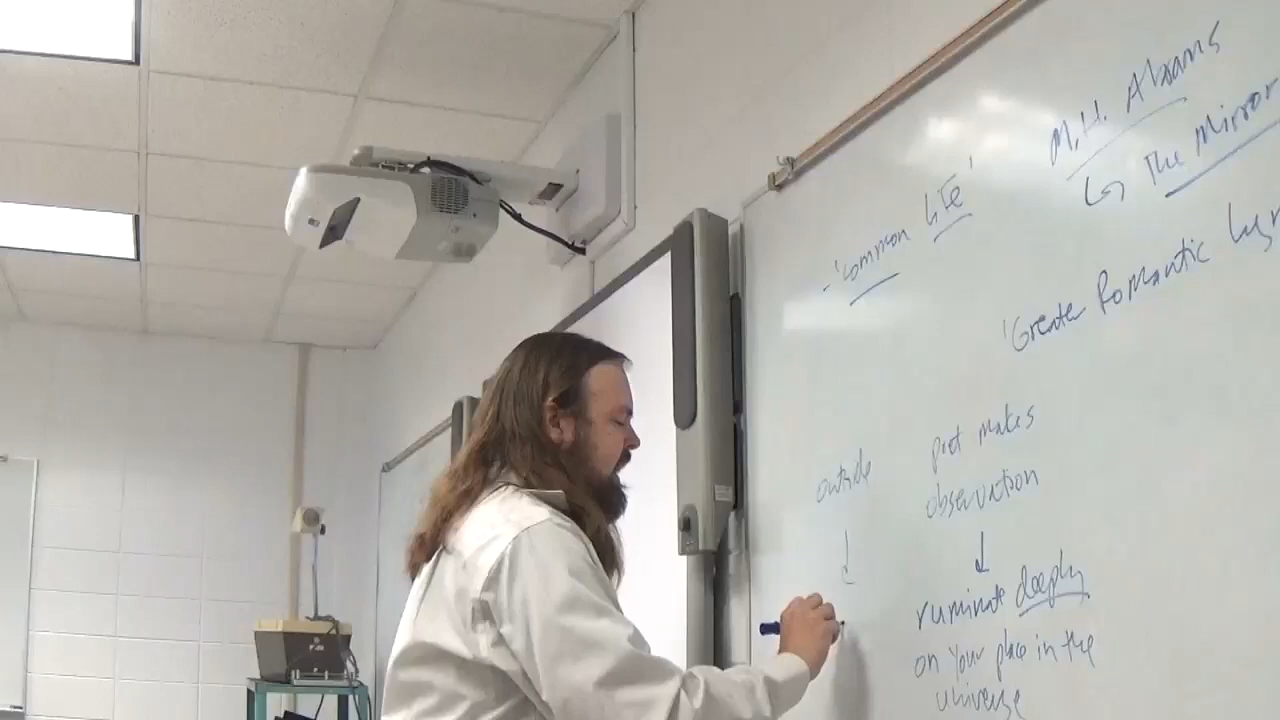 M.H. Abrams
↳ The Mirror
'common life'
'Greater Romantic Lyr
outside
↓
poet makes
observation
↓
ruminate deeply
on your place in the
universe